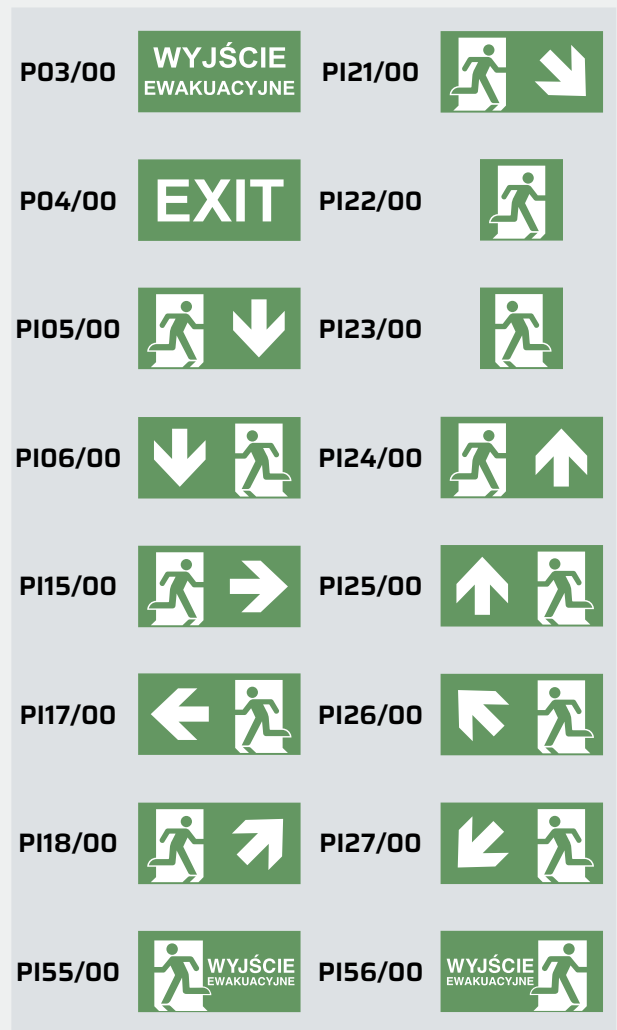 P03/00
WYJŚCIE
EWAKUACYJNE
PI21/00
P04/00
EXIT
PI22/00
PI05/00
PI23/00
PI06/00
PI24/00
PI15/00
PI25/00
PI17/00
PI26/00
PI18/00
PI27/00
PI55/00
WYJŚCIE
EWAKUACYJNE
PI56/00
WYJŚCIE
EWAKUACYJNE